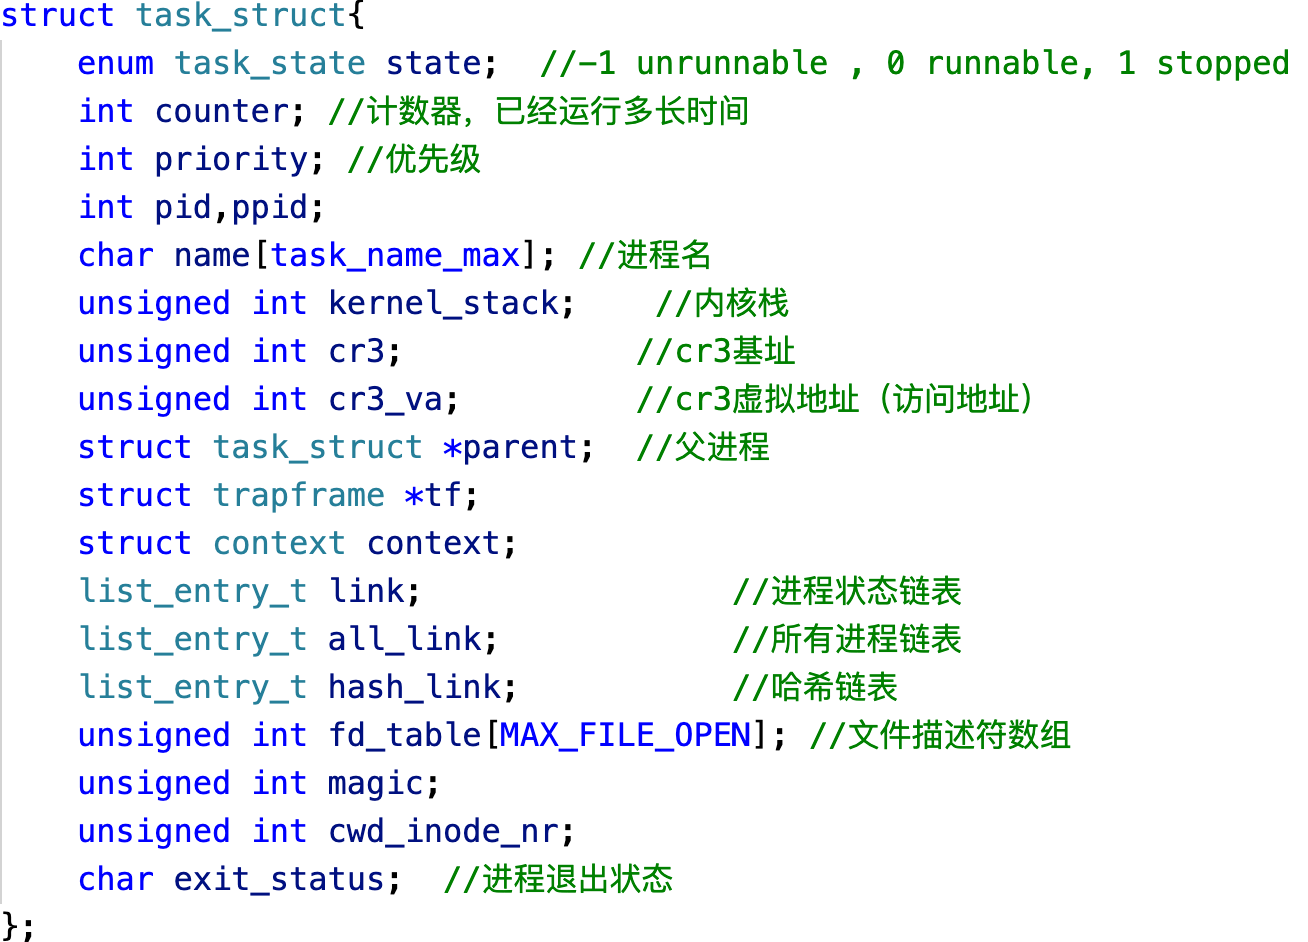 struct task_struct{
    enum task_state state;  //-1 unrunnable , 0 runnable, 1 stopped
    int counter; //计数器，已经运行多长时间
    int priority; //优先级
    int pid,ppid;
    char name[task_name_max]; //进程名
    unsigned int kernel_stack;    //内核栈
    unsigned int cr3;            //cr3基址
    unsigned int cr3_va;         //cr3虚拟地址（访问地址）
    struct task_struct *parent;  //父进程
    struct trapframe *tf;
    struct context context;
    list_entry_t link;                //进程状态链表
    list_entry_t all_link;            //所有进程链表
    list_entry_t hash_link;           //哈希链表
    unsigned int fd_table[MAX_FILE_OPEN]; //文件描述符数组
    unsigned int magic;
    unsigned int cwd_inode_nr;
    char exit_status;  //进程退出状态
};